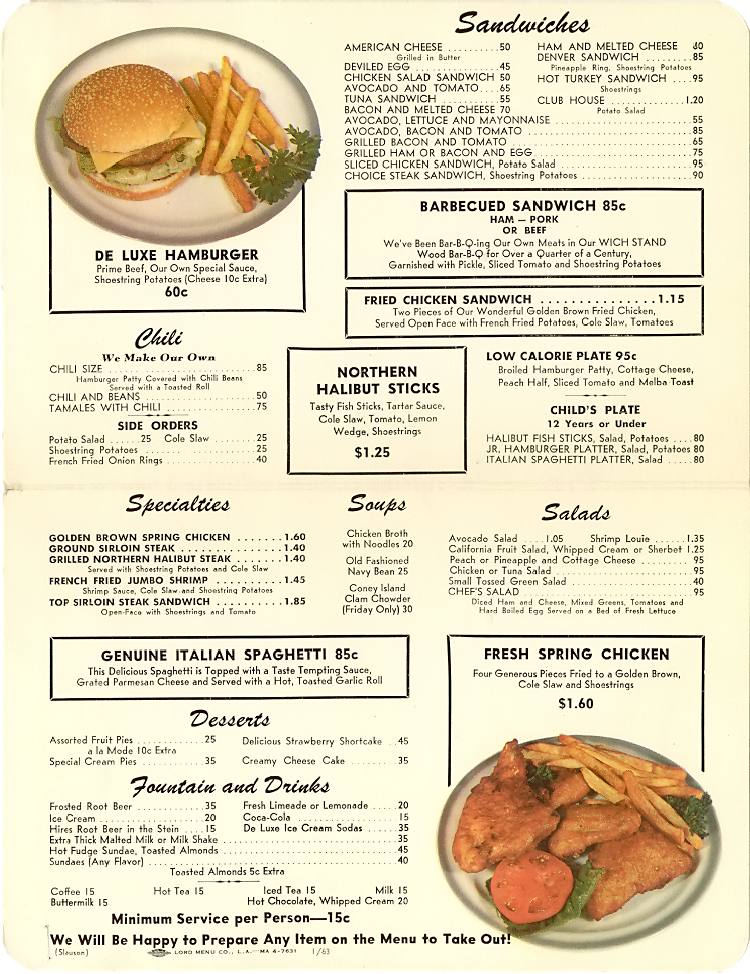 Sandwiches
AMERICAN CHEESE ..........50
Grilled in Butter
DEVILED EGG ................45
CHICKEN SALAD SANDWICH 50
AVOCADO AND TOMATO ....65
TUNA SANDWICH ............55
BACON AND MELTED CHEESE 70
HAM AND MELTED CHEESE 60
DENVER SANDWICH ........85
Pineapple Ring, Shoestring Potatoes
HOT TURKEY SANDWICH ....95
Shoestrings
CLUB HOUSE ................1.20
Potato Salad
AVOCADO, LETTUCE AND MAYONNAISE ................55
AVOCADO, BACON AND TOMATO ................85
GRILLED BACON AND TOMATO ................65
GRILLED HAM OR BACON AND EGG ................75
SLICED CHICKEN SANDWICH, Potato Salad ................95
CHOICE STEAK SANDWICH, Shoestring Potatoes ................90
DE LUXE HAMBURGER
Prime Beef, Our Own Special Sauce,
Shoestring Potatoes (Cheese 10c Extra)
60c
BARBECUED SANDWICH 85c
HAM – PORK
OR BEEF
We've Been Bar-B-Q-ing Our Own Meats in Our WICH STAND
Wood Bar-B-Q for Over a Quarter of a Century,
Garnished with Pickle, Sliced Tomato and Shoestring Potatoes
FRIED CHICKEN SANDWICH ................1.15
Two Pieces of Our Wonderful Golden Brown Fried Chicken,
Served Open Face with French Fried Potatoes, Cole Slaw, Tomatoes
Chili
We Make Our Own
CHILI SIZE ................85
Hamburger Patty Covered with Chili Beans
Served with a Toasted Roll
CHILI AND BEANS ................50
TAMALES WITH CHILI ................75
SIDE ORDERS
Potato Salad ......25 Cole Slaw ..........25
Shoestring Potatoes ................25
French Fried Onion Rings ................40
NORTHERN
HALIBUT STICKS
Tasty Fish Sticks, Tartar Sauce,
Cole Slaw, Tomato, Lemon
Wedge, Shoestrings
$1.25
LOW CALORIE PLATE 95c
Broiled Hamburger Patty, Cottage Cheese,
Peach Half, Sliced Tomato and Melba Toast
CHILD'S PLATE
12 Years or Under
HALIBUT FISH STICKS, Salad, Potatoes ....80
JR. HAMBURGER PLATTER, Salad, Potatoes 80
ITALIAN SPAGHETTI PLATTER, Salad .....80
Specialties
GOLDEN BROWN SPRING CHICKEN .......1.60
GROUND SIRLOIN STEAK ................1.40
GRILLED NORTHERN HALIBUT STEAK .......1.40
Served with Shoestring Potatoes and Cole Slaw
FRENCH FRIED JUMBO SHRIMP ..........1.45
Shrimp Sauce, Cole Slaw and Shoestring Potatoes
TOP SIRLOIN STEAK SANDWICH ..........1.85
Open-Face with Shoestrings and Tomato
Soups
Chicken Broth
with Noodles 20
Old Fashioned
Navy Bean 25
Coney Island
Clam Chowder
(Friday Only) 30
Salads
Avocado Salad ....1.05 Shrimp Louie .....1.35
California Fruit Salad, Whipped Cream or Sherbet 1.25
Peach or Pineapple and Cottage Cheese .......... 95
Chicken or Tuna Salad ................95
Small Tossed Green Salad ................40
CHEF'S SALAD ................95
Diced Ham and Cheese, Mixed Greens, Tomatoes and
Hard Boiled Egg Served on a Bed of Fresh Lettuce
GENUINE ITALIAN SPAGHETTI 85c
This Delicious Spaghetti is Topped with a Taste Tempting Sauce,
Grated Parmesan Cheese and Served with a Hot, Toasted Garlic Roll
FRESH SPRING CHICKEN
Four Generous Pieces Fried to a Golden Brown,
Cole Slaw and Shoestrings
$1.60
Desserts
Assorted Fruit Pies ................25
a la Mode 10c Extra
Special Cream Pies ................35
Delicious Strawberry Shortcake ..45
Creamy Cheese Cake ..........35
Fountain and Drinks
Frosted Root Beer ................35
Ice Cream ................20
Hires Root Beer in the Stein .....15
Fresh Limeade or Lemonade .....20
Coca-Cola ................15
De Luxe Ice Cream Sodas .......35
Extra Thick Malted Milk or Milk Shake ................35
Hot Fudge Sundae, Toasted Almonds ................45
Sundaes (Any Flavor) ................40
Toasted Almonds 5c Extra
Coffee 15 Hot Tea 15 Iced Tea 15 Milk 15
Buttermilk 15 Hot Chocolate, Whipped Cream 20
Minimum Service per Person—15c
We Will Be Happy to Prepare Any Item on the Menu to Take Out!
(Slauson) LORD MENU CO., L.A. MA 4-7631 1/63